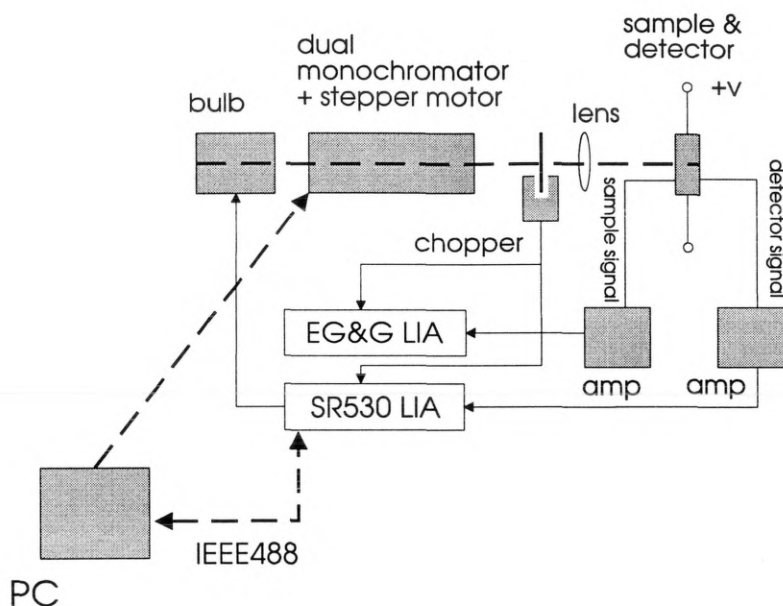 sample &
detector
dual
monochromator
+ stepper motor
bulb
lens
+v
sample signal
detector signal
chopper
EG&G LIA
amp
amp
SR530 LIA
IEEE488
PC